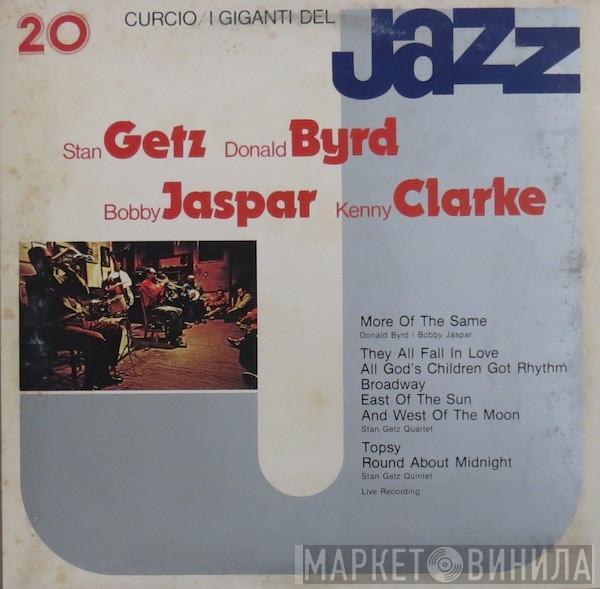 20
CURCIO/I GIGANTI DEL
Jazz
Stan Getz Donald Byrd
Bobby Jaspar Kenny Clarke
More Of The Same
Donald Byrd / Bobby Jaspar
They All Fall In Love
All God's Children Got Rhythm
Broadway
East Of The Sun
And West Of The Moon
Stan Getz Quartet
Topsy
Round About Midnight
Stan Getz Quintet
Live Recording
МАРКЕТ ВИНИЛА